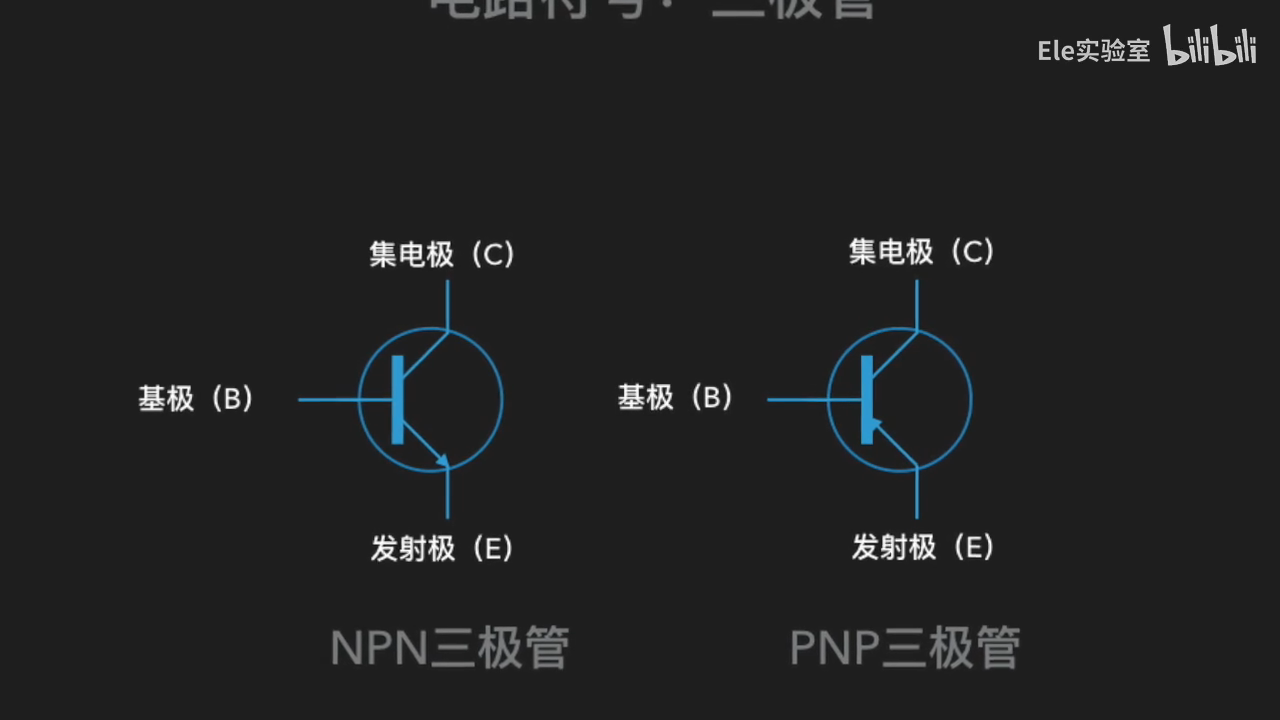 电路符号：三极管
Ele实验室 bilibili
集电极（C）
集电极（C）
基极（B）
基极（B）
发射极（E）
发射极（E）
NPN三极管
PNP三极管